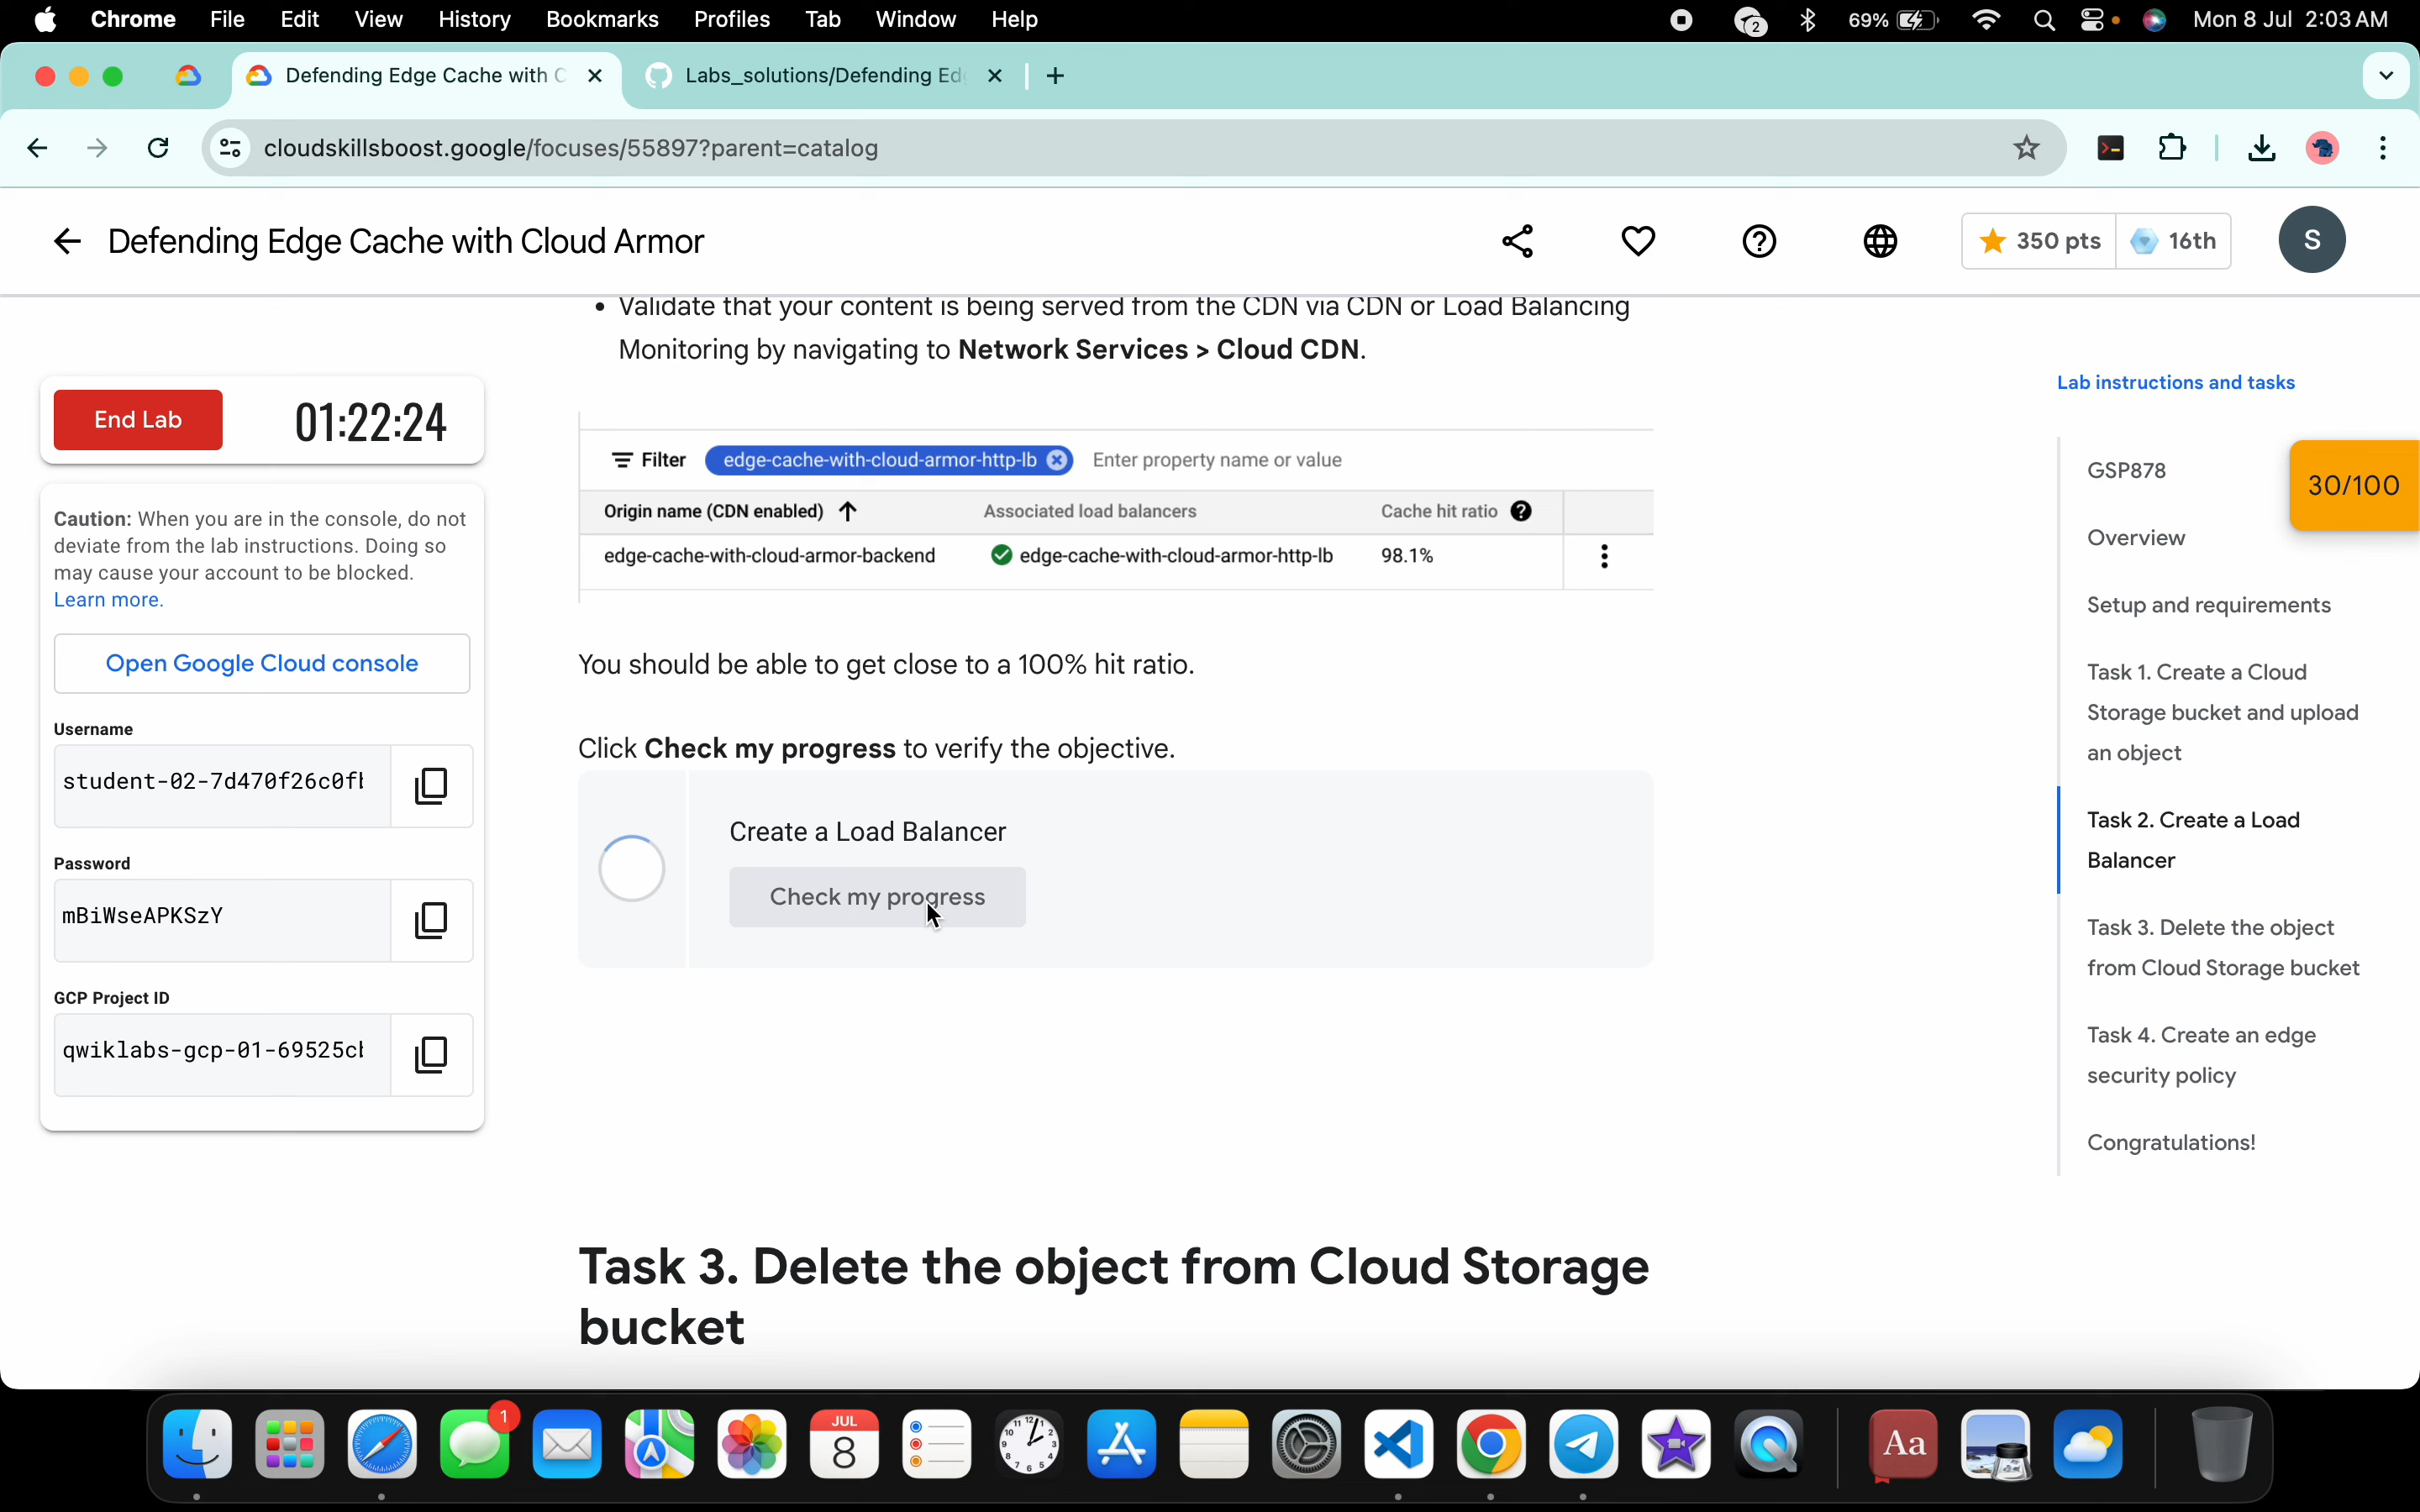 Chrome File Edit View History Bookmarks Profiles Tab Window Help 2 69% Mon 8 Jul 2:03 AM
Defending Edge Cache with C
Labs_solutions/Defending Ed
cloudskillsboost.google/focuses/55897?parent=catalog
Defending Edge Cache with Cloud Armor
350 pts 16th S
• Validate that your content is being served from the CDN via CDN or Load Balancing
Monitoring by navigating to Network Services > Cloud CDN.
End Lab 01:22:24
Caution: When you are in the console, do not
deviate from the lab instructions. Doing so
may cause your account to be blocked.
Learn more.
Open Google Cloud console
Username
student-02-7d470f26c0f
Password
mBiWseAPKSzY
GCP Project ID
qwiklabs-gcp-01-69525c
Filter edge-cache-with-cloud-armor-http-lb Enter property name or value
Origin name (CDN enabled) Associated load balancers Cache hit ratio
edge-cache-with-cloud-armor-backend edge-cache-with-cloud-armor-http-lb 98.1%
You should be able to get close to a 100% hit ratio.
Click Check my progress to verify the objective.
Create a Load Balancer
Check my progress
Task 3. Delete the object from Cloud Storage
bucket
Lab instructions and tasks
GSP878
30/100
Overview
Setup and requirements
Task 1. Create a Cloud
Storage bucket and upload
an object
Task 2. Create a Load
Balancer
Task 3. Delete the object
from Cloud Storage bucket
Task 4. Create an edge
security policy
Congratulations!
1
JUL
8
Aa